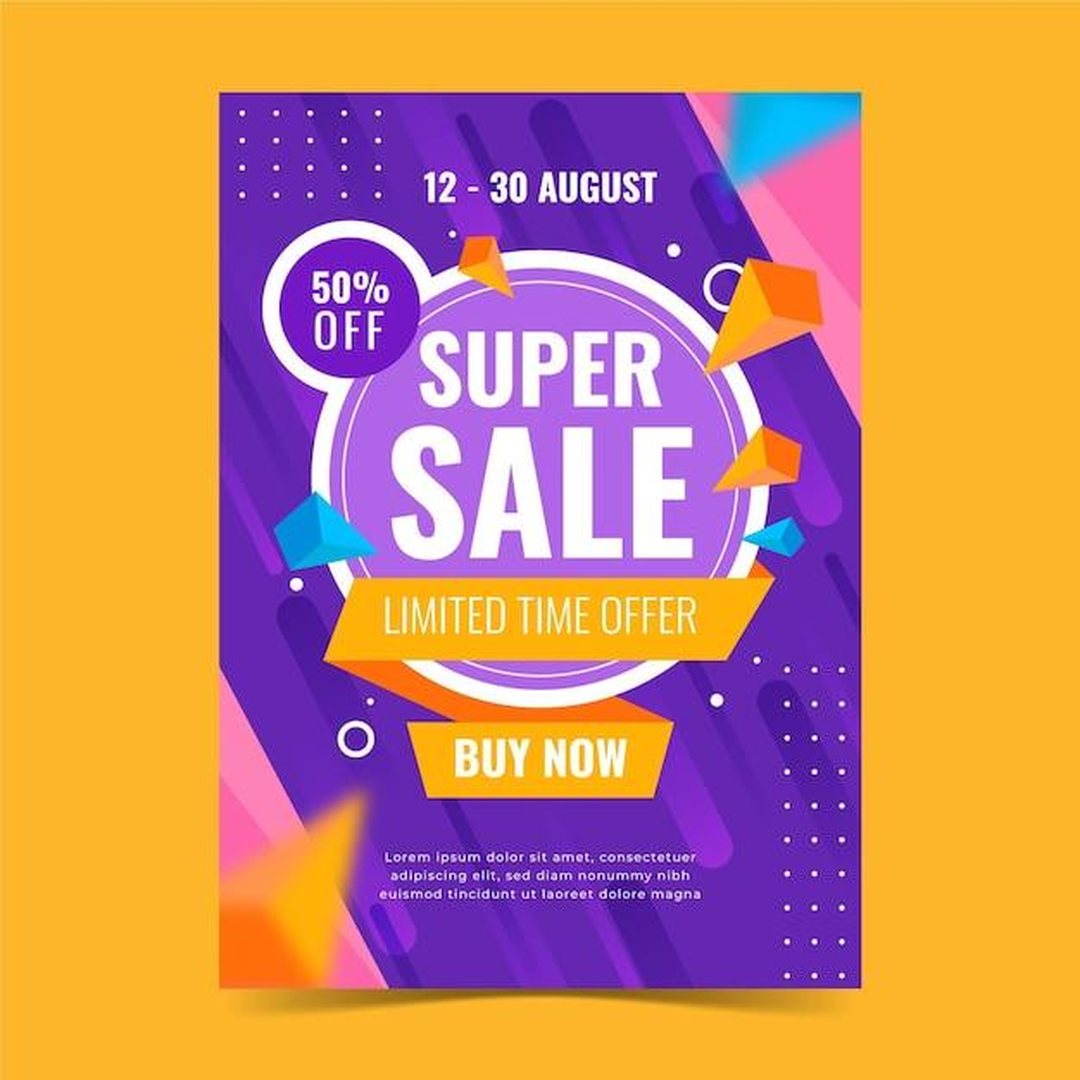 12 - 30 AUGUST
50%
OFF
SUPER
SALE
LIMITED TIME OFFER
BUY NOW
Lorem ipsum dolor sit amet, consectetuer
adipiscing elit, sed diam nonummy nibh
euismod tincidunt ut laoreet dolore magna